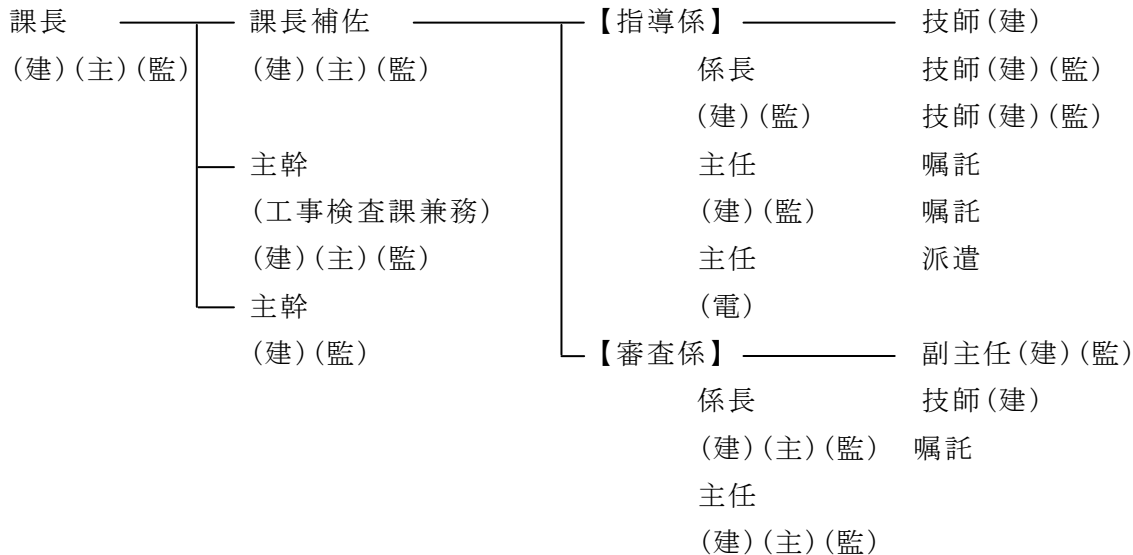 課長 課長補佐 【指導係】 技師(建)
(建)(主)(監) (建)(主)(監) 係長 技師(建)(監)
(建)(監) 技師(建)(監)
主幹 主任 嘱託
(工事検査課兼務) (建)(監) 嘱託
(建)(主)(監) 主任 派遣
主幹 (電)
(建)(監) 【審査係】 副主任(建)(監)
係長 技師(建)
(建)(主)(監) 嘱託
主任
(建)(主)(監)